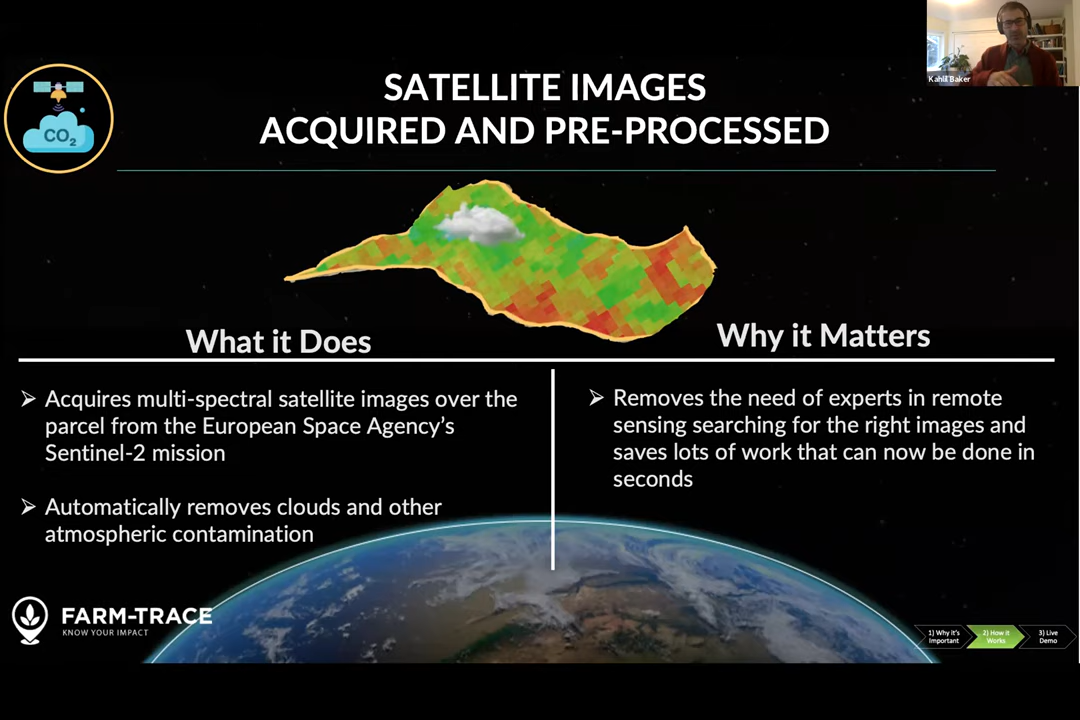 Kahlil Baker
SATELLITE IMAGES
ACQUIRED AND PRE-PROCESSED
CO2
What it Does
Why it Matters
➢ Acquires multi-spectral satellite images over the
parcel from the European Space Agency’s
Sentinel-2 mission
➢ Automatically removes clouds and other
atmospheric contamination
➢ Removes the need of experts in remote
sensing searching for the right images and
saves lots of work that can now be done in
seconds
FARM-TRACE
KNOW YOUR IMPACT
1) Why it's
Important
2) How it
Works
3) Live
Demo